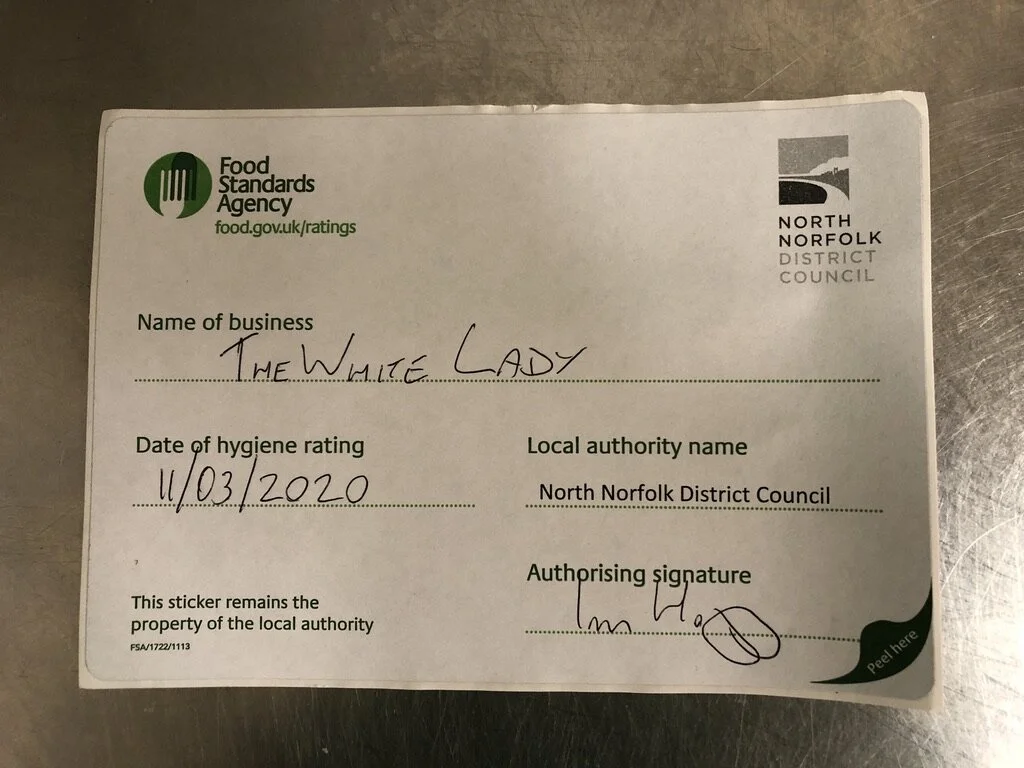 Food
Standards
Agency
food.gov.uk/ratings
NORTH
NORFOLK
DISTRICT
COUNCIL
Name of business
THE WHITE LADY
Date of hygiene rating
11/03/2020
Local authority name
North Norfolk District Council
Authorising signature
This sticker remains the
property of the local authority
FSA/1722/1113
Peel here